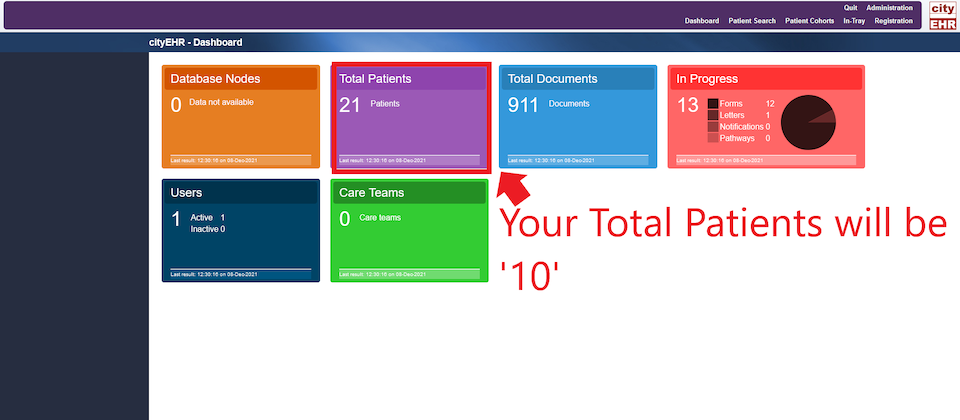 Quit Administration
Dashboard Patient Search Patient Cohorts In-Tray Registration
city
EHR
cityEHR - Dashboard
Database Nodes
0 Data not available
Last result: 12:30:16 on 08-Dec-2021
Total Patients
21 Patients
Last result: 12:30:16 on 08-Dec-2021
Total Documents
911 Documents
Last result: 12:30:16 on 08-Dec-2021
In Progress
13 Forms 12
Letters 1
Notifications 0
Pathways 0
Last result: 12:30:16 on 08-Dec-2021
Users
1 Active 1
Inactive 0
Last result: 12:30:16 on 08-Dec-2021
Care Teams
0 Care teams
Last result: 12:30:16 on 08-Dec-2021
Your Total Patients will be
'10'